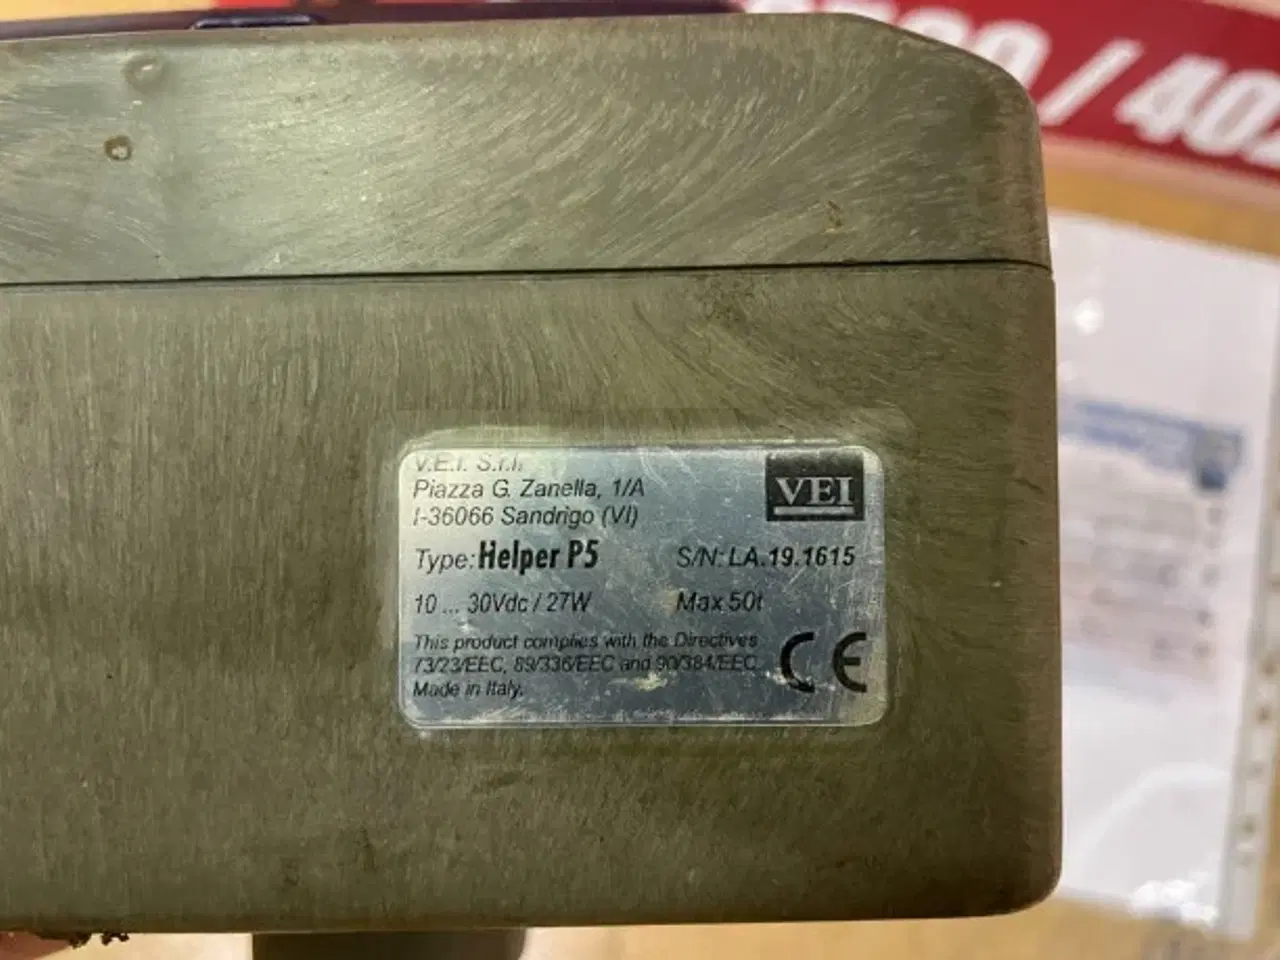 / 40
V.E.I. S.r.l.
Piazza G. Zanella, 1/A
I-36066 Sandrigo (VI)
VEI
Type: Helper P5 S/N: LA.19.1615
10 ... 30Vdc / 27W Max 50t
This product complies with the Directives
73/23/EEC, 89/336/EEC and 90/384/EEC
Made in Italy.
CE